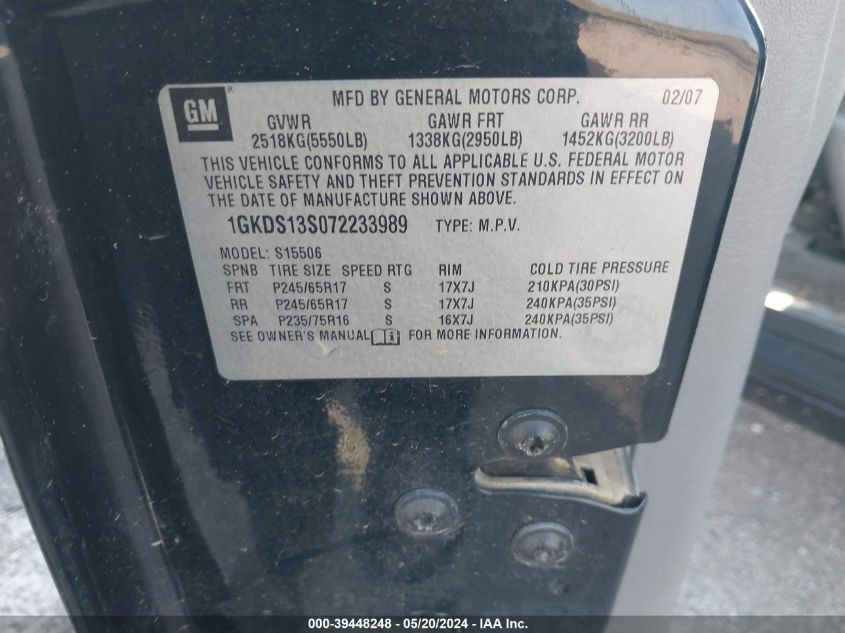 GM
MFD BY GENERAL MOTORS CORP. 02/07
GVWR GAWR FRT GAWR RR
2518KG(5550LB) 1338KG(2950LB) 1452KG(3200LB)
THIS VEHICLE CONFORMS TO ALL APPLICABLE U.S. FEDERAL MOTOR
VEHICLE SAFETY AND THEFT PREVENTION STANDARDS IN EFFECT ON
THE DATE OF MANUFACTURE SHOWN ABOVE.
1GKDS13S072233989 TYPE: M.P.V.
MODEL: S15506
SPNB TIRE SIZE SPEED RTG RIM COLD TIRE PRESSURE
FRT P245/65R17 S 17X7J 210KPA(30PSI)
RR P245/65R17 S 17X7J 240KPA(35PSI)
SPA P235/75R16 S 16X7J 240KPA(35PSI)
SEE OWNER'S MANUAL FOR MORE INFORMATION.
000-39448248 - 05/20/2024 - IAA Inc.